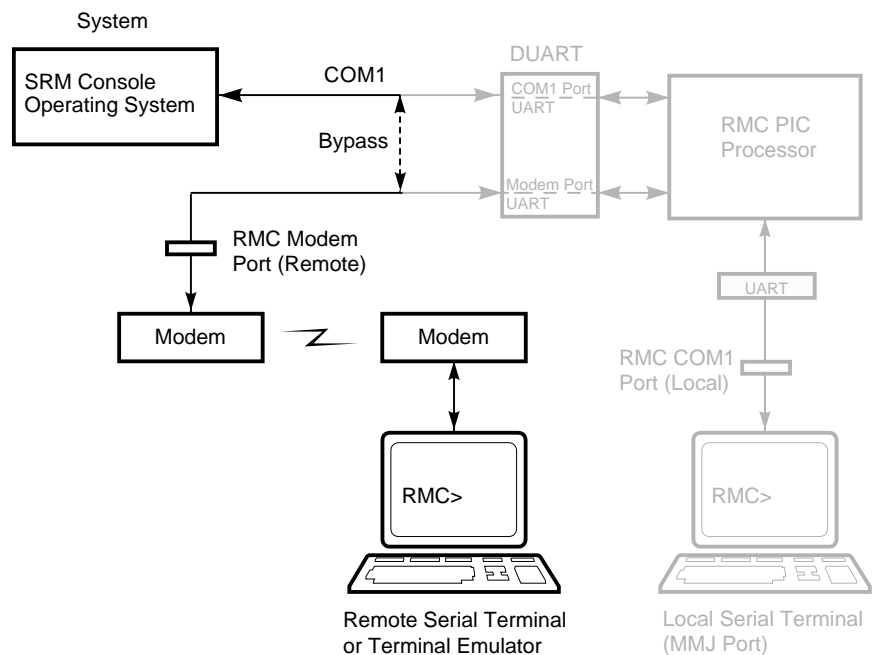 System
SRM Console
Operating System
COM1
Bypass
DUART
COM1 Port
UART
Modem Port
UART
RMC PIC
Processor
RMC Modem
Port (Remote)
UART
Modem
Modem
RMC COM1
Port (Local)
RMC>
RMC>
Remote Serial Terminal
or Terminal Emulator
Local Serial Terminal
(MMJ Port)